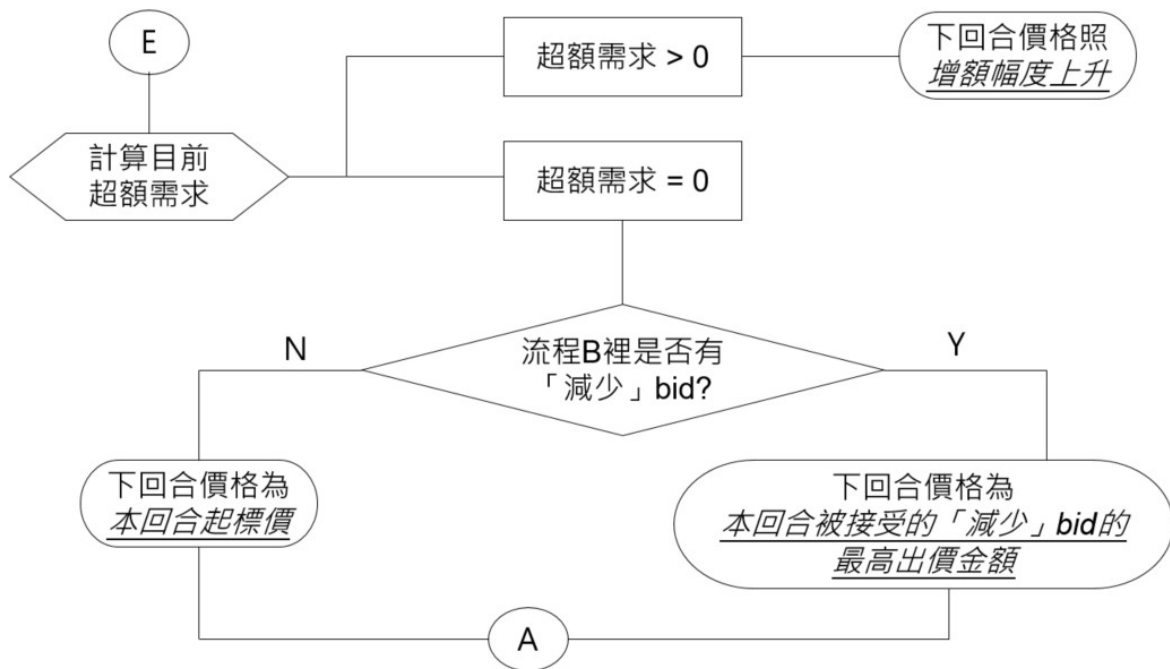 E
超額需求 > 0
下回合價格照
增額幅度上升
計算目前
超額需求
超額需求 = 0
N
流程B裡是否有
「減少」bid?
Y
下回合價格為
本回合起標價
下回合價格為
本回合被接受的「減少」bid的
最高出價金額
A